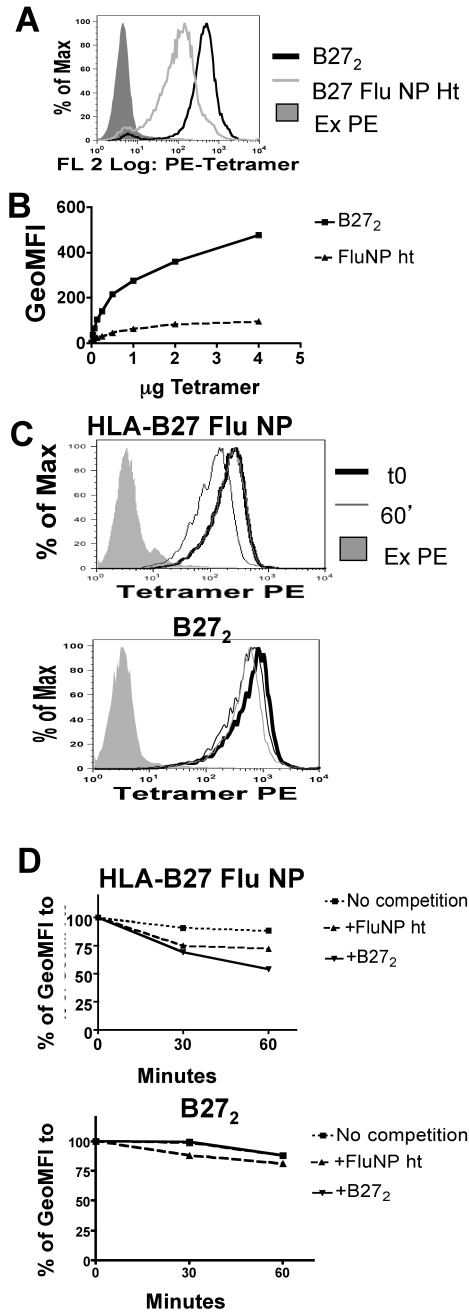 A
% of Max
100
80
60
40
20
0
10⁰ 10¹ 10² 10³ 10⁴
FL 2 Log: PE-Tetramer
B27₂
B27 Flu NP Ht
Ex PE
B
GeoMFI
600
400
200
0
0 1 2 3 4 5
µg Tetramer
B27₂
FluNP ht
C
HLA-B27 Flu NP
% of Max
100
80
60
40
20
0
10⁰ 10¹ 10² 10³ 10⁴
Tetramer PE
t0
60’
Ex PE
B27₂
% of Max
100
80
60
40
20
0
10⁰ 10¹ 10² 10³ 10⁴
Tetramer PE
D
HLA-B27 Flu NP
% of GeoMFI to
100
75
50
25
0
0 30 60
Minutes
No competition
+FluNP ht
+B27₂
B27₂
% of GeoMFI to
100
75
50
25
0
0 30 60
Minutes
No competition
+FluNP ht
+B27₂